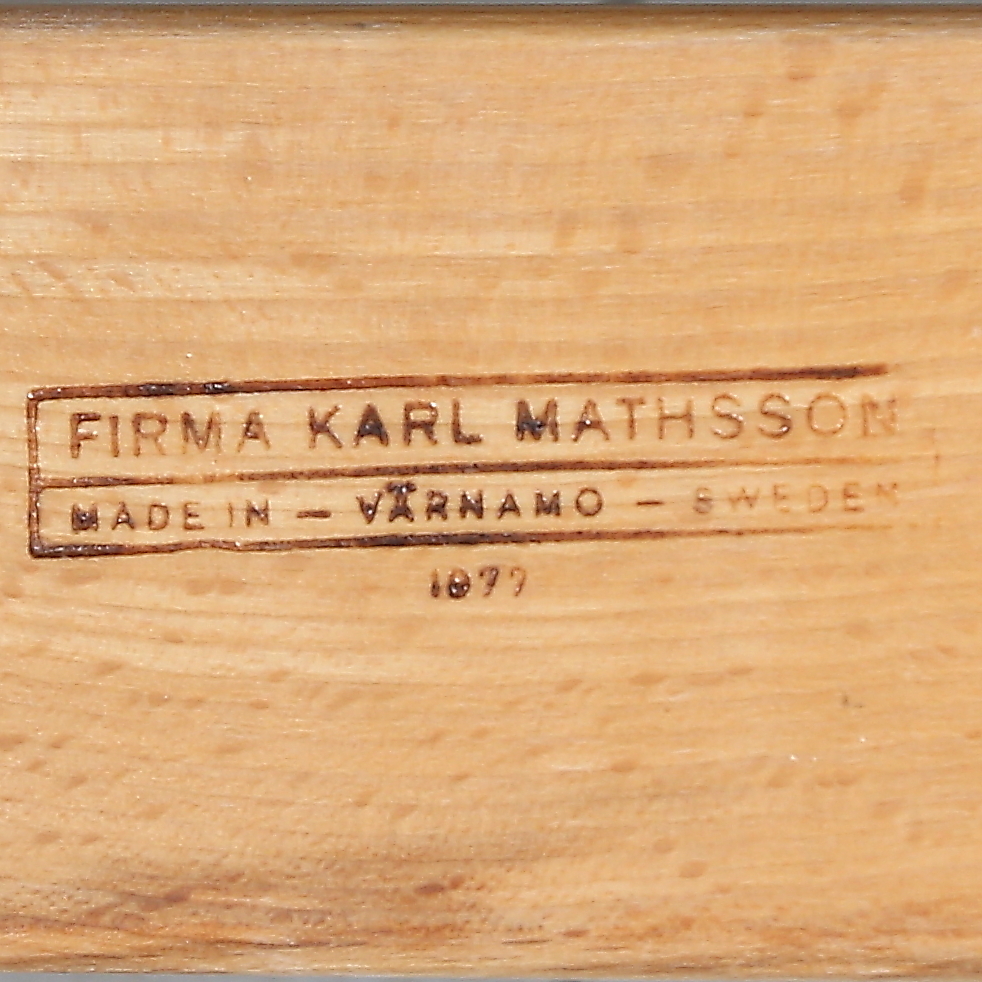 FIRMA KARL MATHSSON
MADE IN – VÄRNAMO – SWEDEN
1977